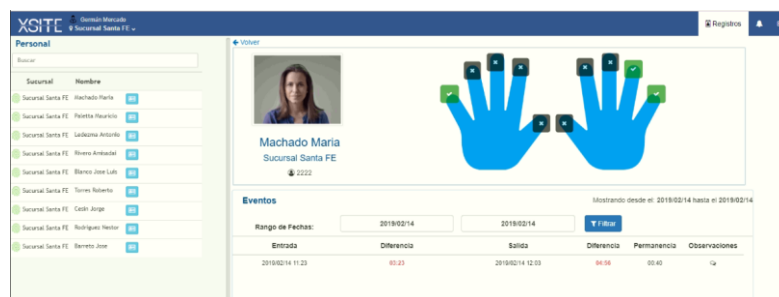 XSITE
Germán Mercado
Sucursal Santa FE
Registros
Personal
Buscar
Sucursal Nombre
Sucursal Santa FE Machado Maria
Sucursal Santa FE Paletta Mauricio
Sucursal Santa FE Ledezma Antonio
Sucursal Santa FE Rivero Anibadal
Sucursal Santa FE Blanco Jose Luis
Sucursal Santa FE Torres Roberto
Sucursal Santa FE Cedin Jorge
Sucursal Santa FE Rodriguez Hector
Sucursal Santa FE Barreto Jose
Volver
Machado Maria
Sucursal Santa FE
2222
Eventos
Mostrando desde el 2019/02/14 hasta el 2019/02/14
Rango de Fechas: 2019/02/14 2019/02/14 Filtrar
Entrada Diferencia Salida Diferencia Permanencia Observaciones
2019/02/14 11:23 03:23 2019/02/14 12:03 04:56 00:40